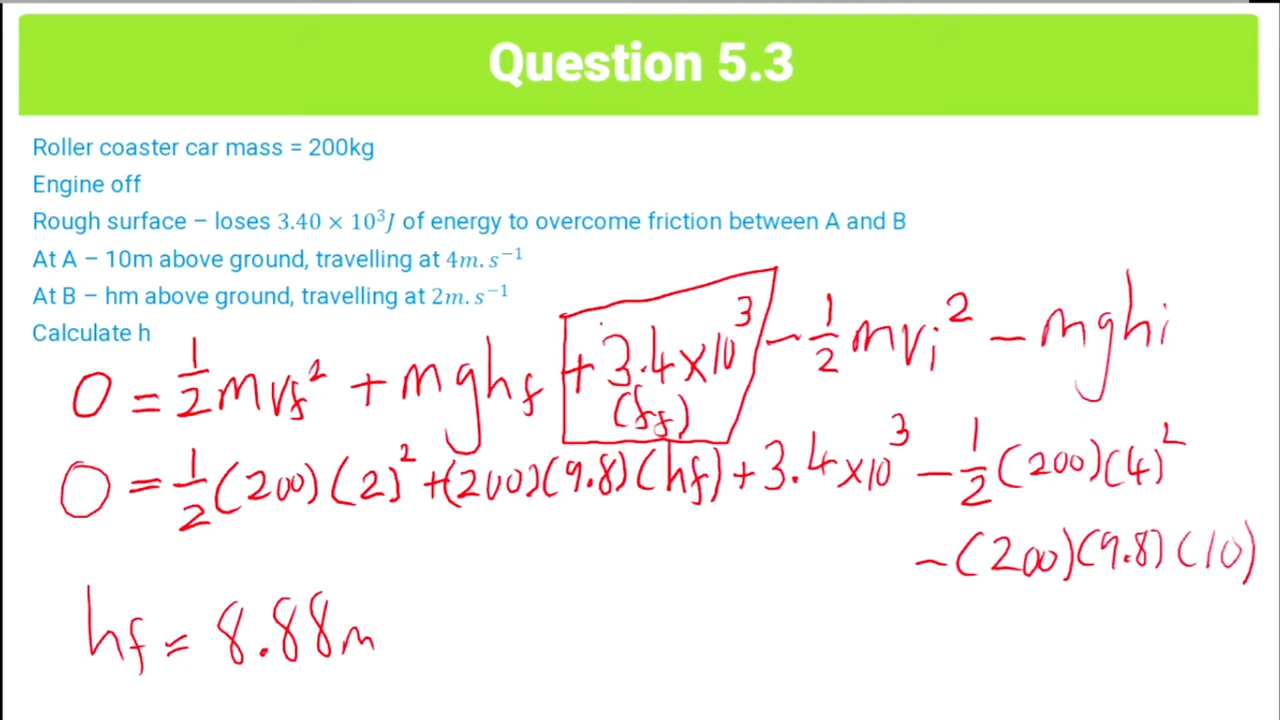 Question 5.3
Roller coaster car mass = 200kg
Engine off
Rough surface – loses 3.40 × 10³J of energy to overcome friction between A and B
At A – 10m above ground, travelling at 4m.s⁻¹
At B – hm above ground, travelling at 2m.s⁻¹
Calculate h
0 = ½mvf² + mghf + 3.4×10³ − ½mvi² − mghi
(ff)
0 = ½(200)(2)² + (200)(9.8)(hf) + 3.4×10³ − ½(200)(4)²
−(200)(9.8)(10)
hf = 8.88m